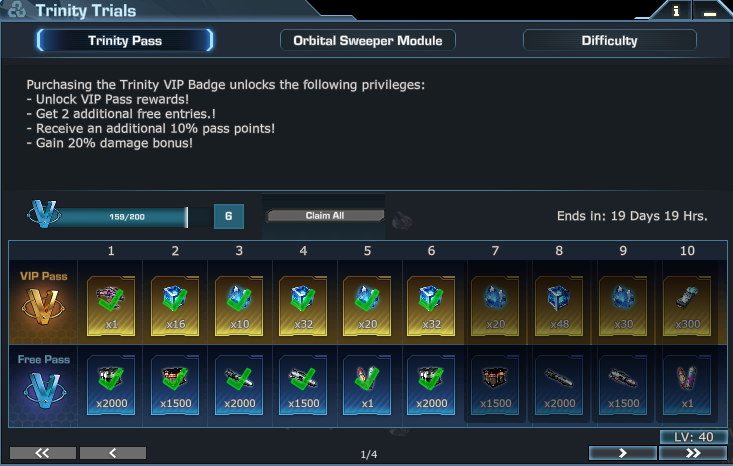 Trinity Trials
i
Trinity Pass Orbital Sweeper Module Difficulty
Purchasing the Trinity VIP Badge unlocks the following privileges:
- Unlock VIP Pass rewards!
- Get 2 additional free entries.!
- Receive an additional 10% pass points!
- Gain 20% damage bonus!
159/200 6 Claim All Ends in: 19 Days 19 Hrs.
1 2 3 4 5 6 7 8 9 10
VIP Pass
x1 x16 x10 x32 x20 x32 x20 x48 x30 x300
Free Pass
x2000 x1500 x2000 x1500 x1 x2000 x1500 x2000 x1500 x1
LV: 40
<< < 1/4 > >>